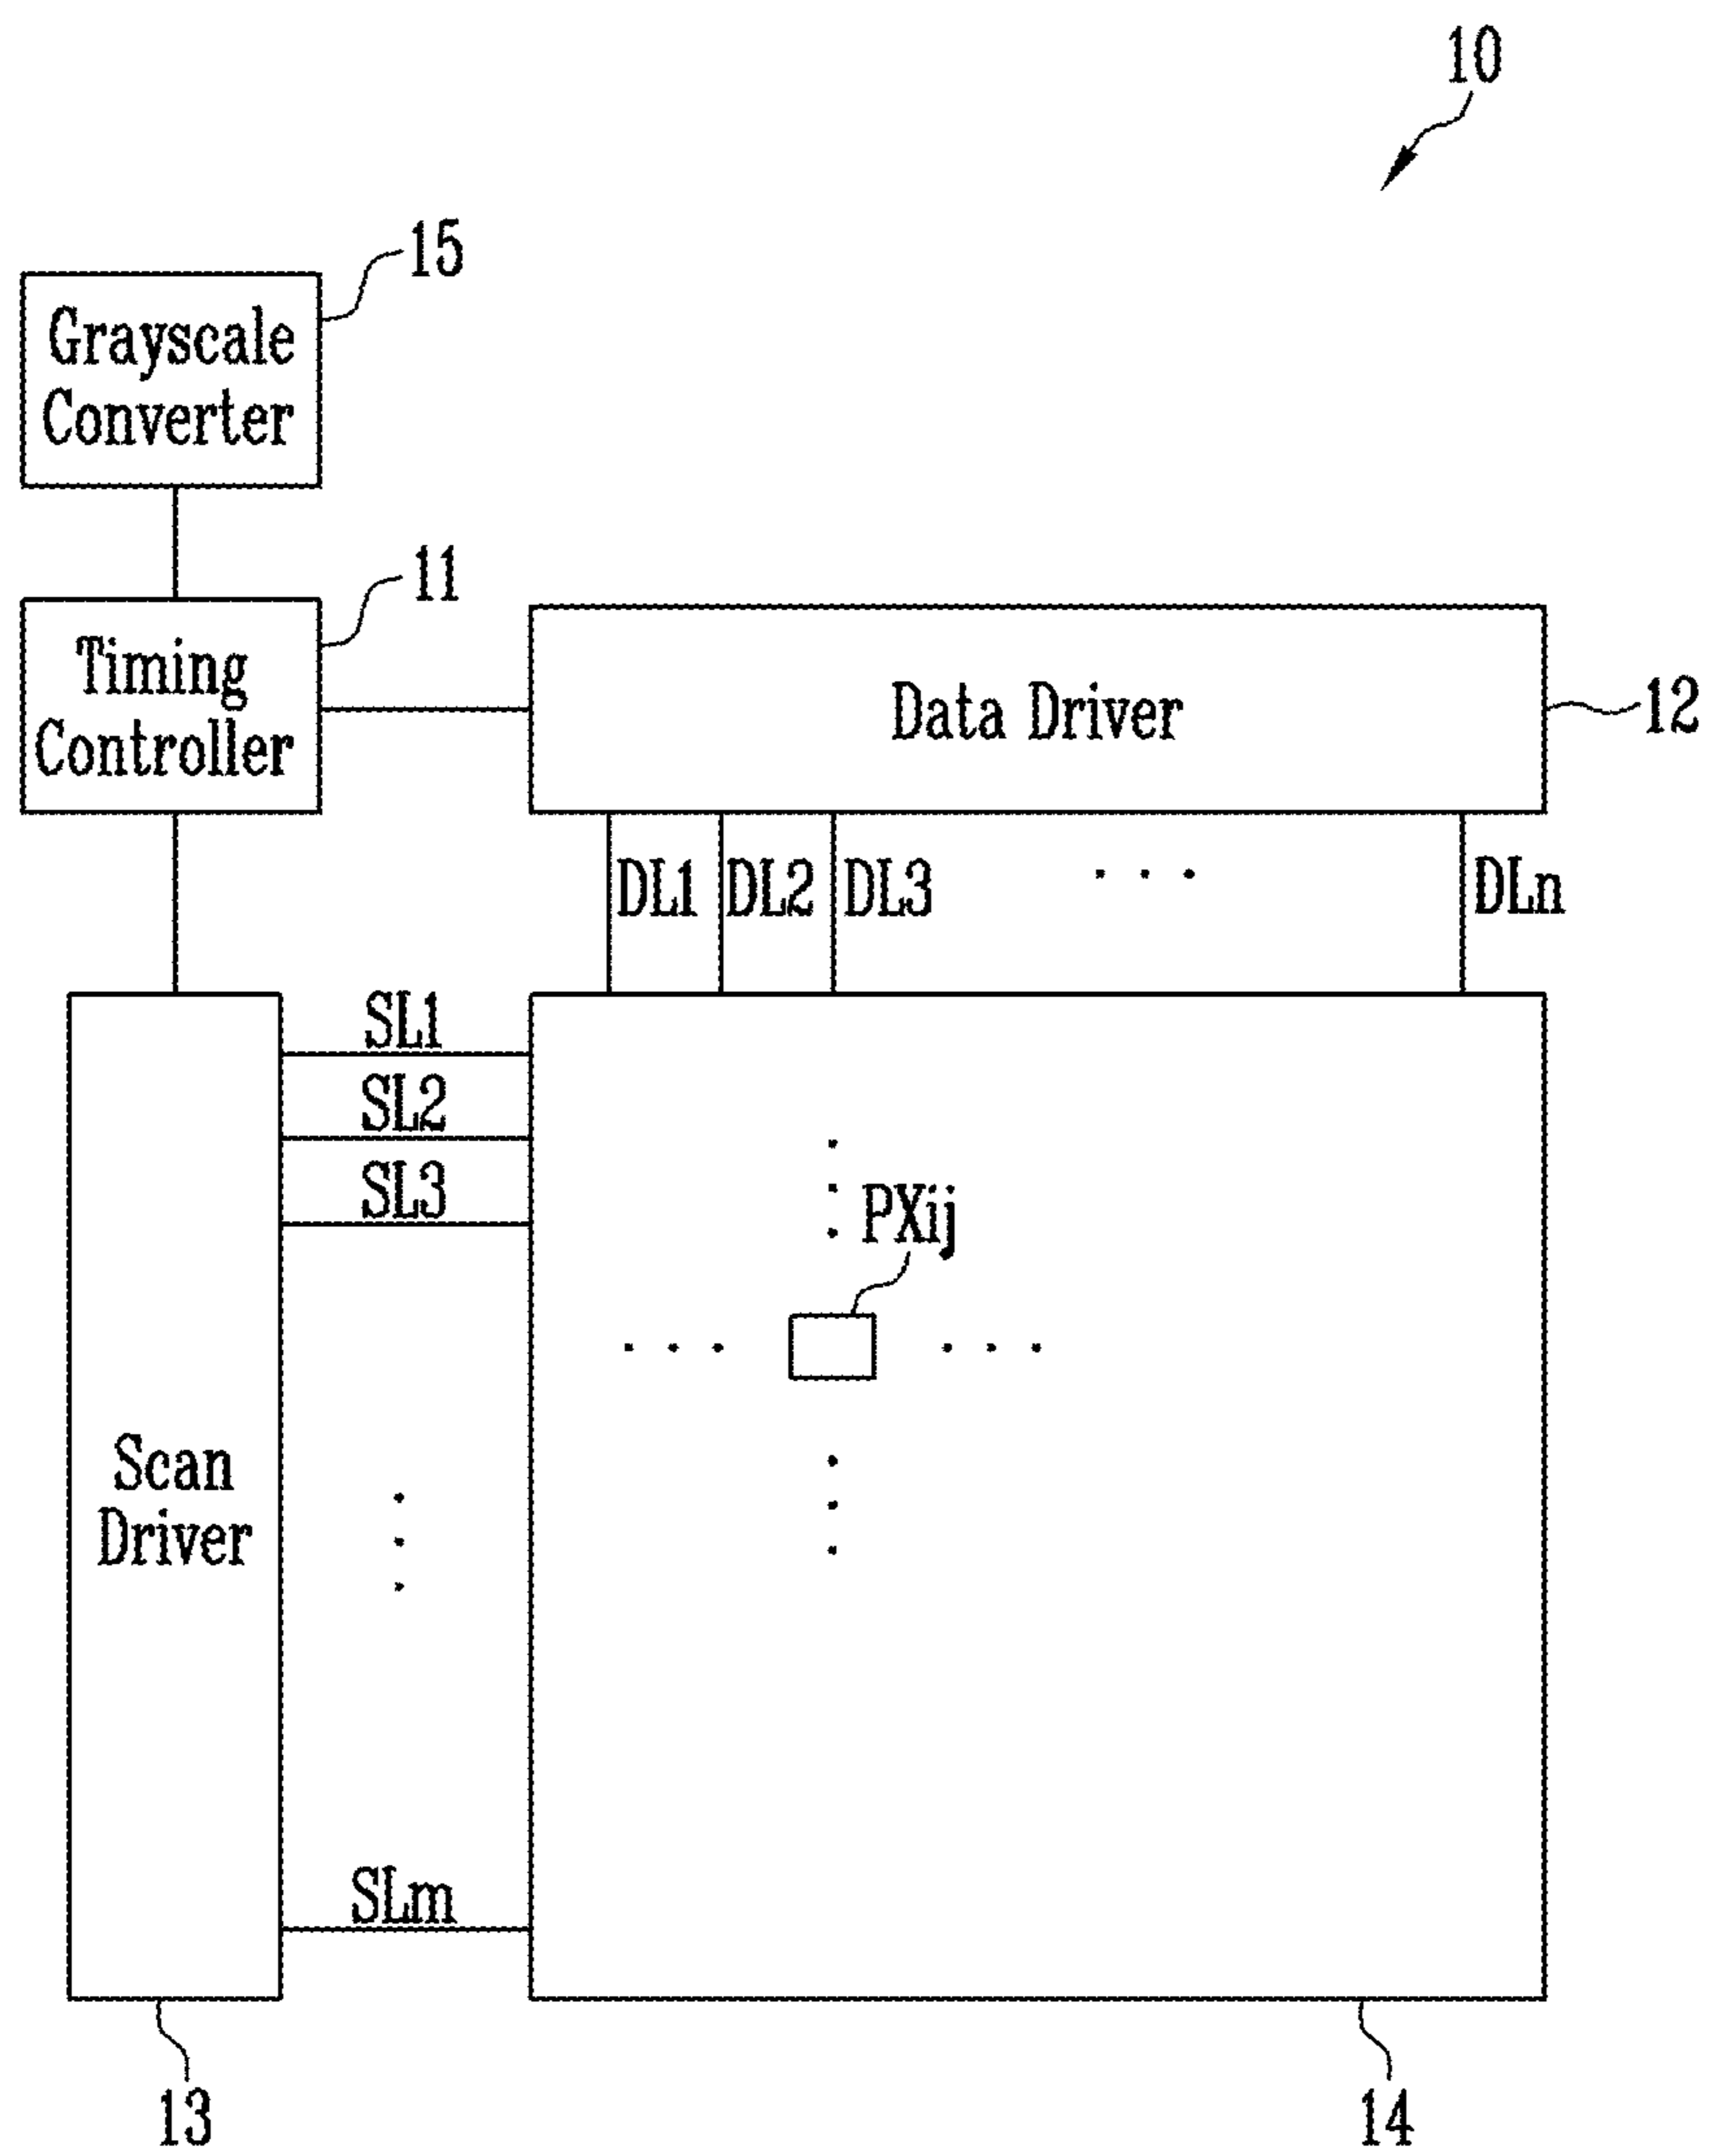 10
15
Grayscale
Converter
11
Timing
Controller
Data Driver
12
DL1
DL2
DL3
. . .
DLn
SL1
SL2
SL3
PXij
Scan
Driver
SLm
13
14